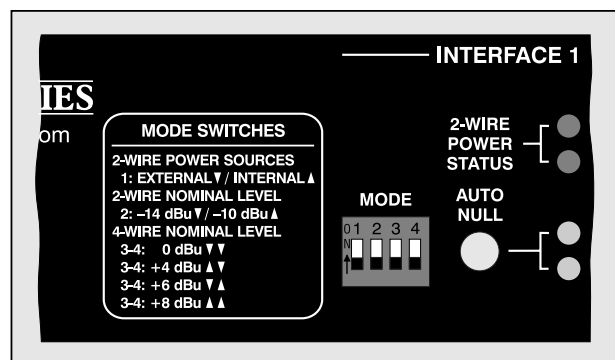 INTERFACE 1
IES
om
MODE SWITCHES
2-WIRE POWER SOURCES
1: EXTERNAL▼/ INTERNAL▲
2-WIRE NOMINAL LEVEL
2: –14 dBu▼/ –10 dBu▲
4-WIRE NOMINAL LEVEL
3-4: 0 dBu ▼▼
3-4: +4 dBu ▲▼
3-4: +6 dBu ▼▲
3-4: +8 dBu ▲▲
MODE
ON
1 2 3 4
2-WIRE
POWER
STATUS
AUTO
NULL